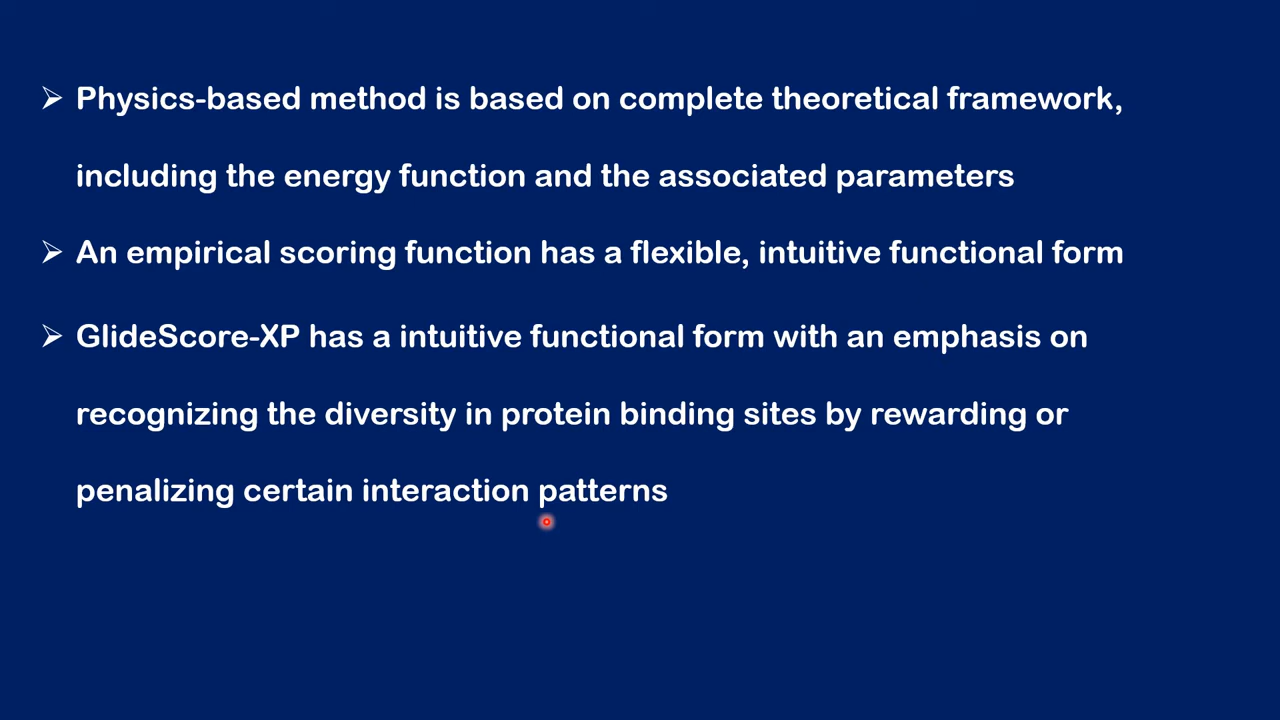 ➢ Physics-based method is based on complete theoretical framework,
including the energy function and the associated parameters
➢ An empirical scoring function has a flexible, intuitive functional form
➢ GlideScore-XP has a intuitive functional form with an emphasis on
recognizing the diversity in protein binding sites by rewarding or
penalizing certain interaction patterns